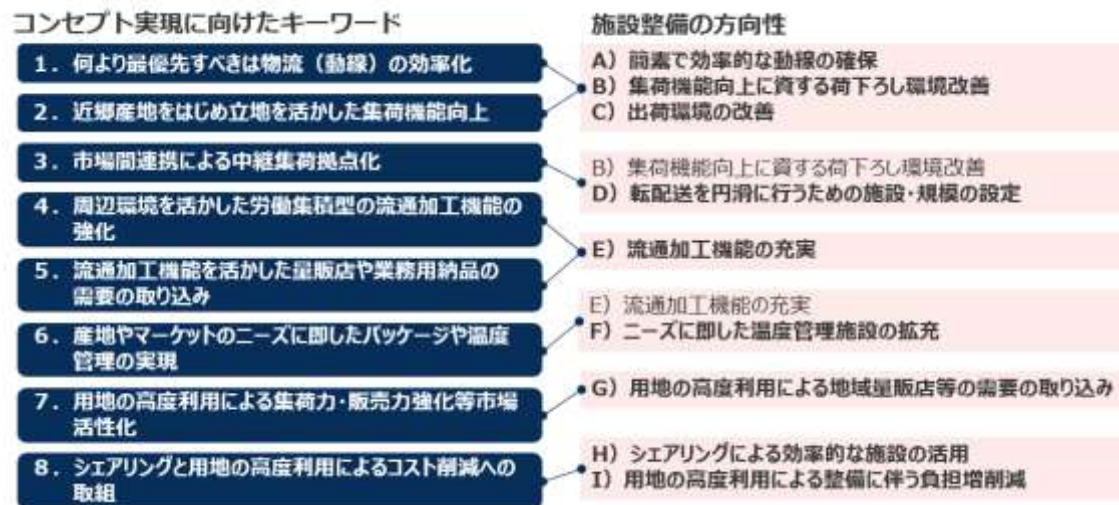 コンセプト実現に向けたキーワード
1．何より最優先すべきは物流（動線）の効率化
2．近郷産地をはじめ立地を活かした集荷機能向上
3．市場間連携による中継集荷拠点化
4．周辺環境を活かした労働集積型の流通加工機能の
強化
5．流通加工機能を活かした量販店や業務用納品の
需要の取り込み
6．産地やマーケットのニーズに即したパッケージや温度
管理の実現
7．用地の高度利用による集荷力・販売力強化等市場
活性化
8．シェアリングと用地の高度利用によるコスト削減への
取組
施設整備の方向性
A）簡素で効率的な動線の確保
B）集荷機能向上に資する荷下ろし環境改善
C）出荷環境の改善
B）集荷機能向上に資する荷下ろし環境改善
D）転配送を円滑に行うための施設・規模の設定
E）流通加工機能の充実
E）流通加工機能の充実
F）ニーズに即した温度管理施設の拡充
G）用地の高度利用による地域量販店等の需要の取り込み
H）シェアリングによる効率的な施設の活用
I）用地の高度利用による整備に伴う負担増削減